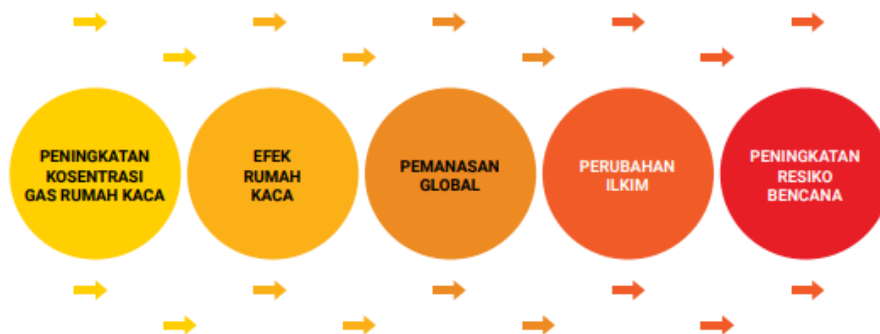 PENINGKATAN
KOSENTRASI
GAS RUMAH KACA
EFEK
RUMAH
KACA
PEMANASAN
GLOBAL
PERUBAHAN
ILKIM
PENINGKATAN
RESIKO
BENCANA